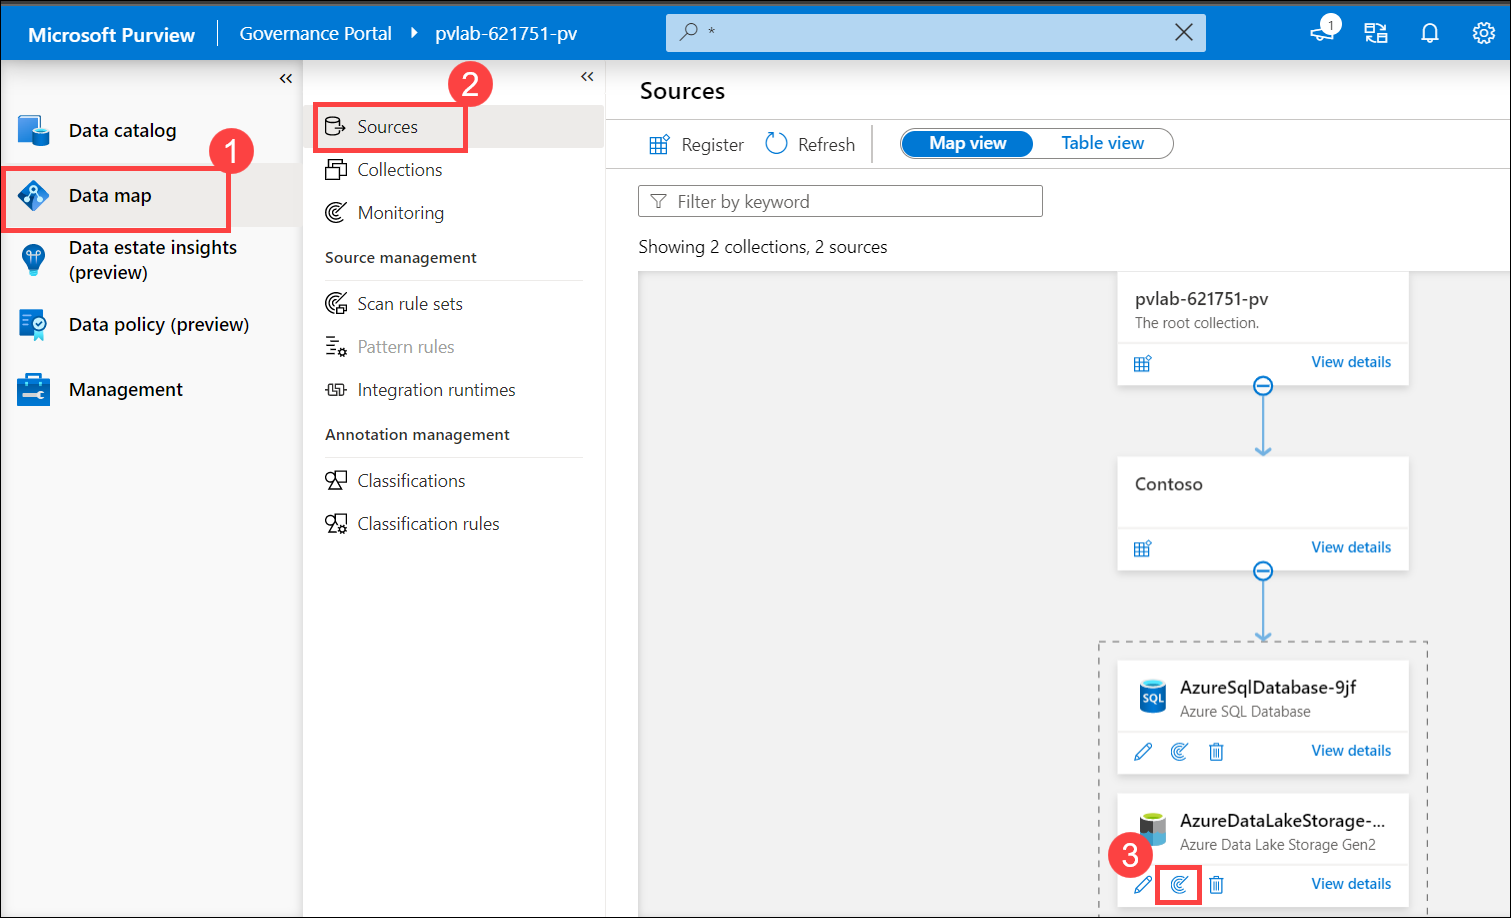 Microsoft Purview
Governance Portal
pvlab-621751-pv
*
1
Data catalog
1
Data map
Data estate insights
(preview)
Data policy (preview)
Management
2
Sources
Collections
Monitoring
Source management
Scan rule sets
Pattern rules
Integration runtimes
Annotation management
Classifications
Classification rules
Sources
Register
Refresh
Map view
Table view
Filter by keyword
Showing 2 collections, 2 sources
pvlab-621751-pv
The root collection.
View details
Contoso
View details
SQL
AzureSqlDatabase-9jf
Azure SQL Database
View details
AzureDataLakeStorage-...
Azure Data Lake Storage Gen2
3
View details